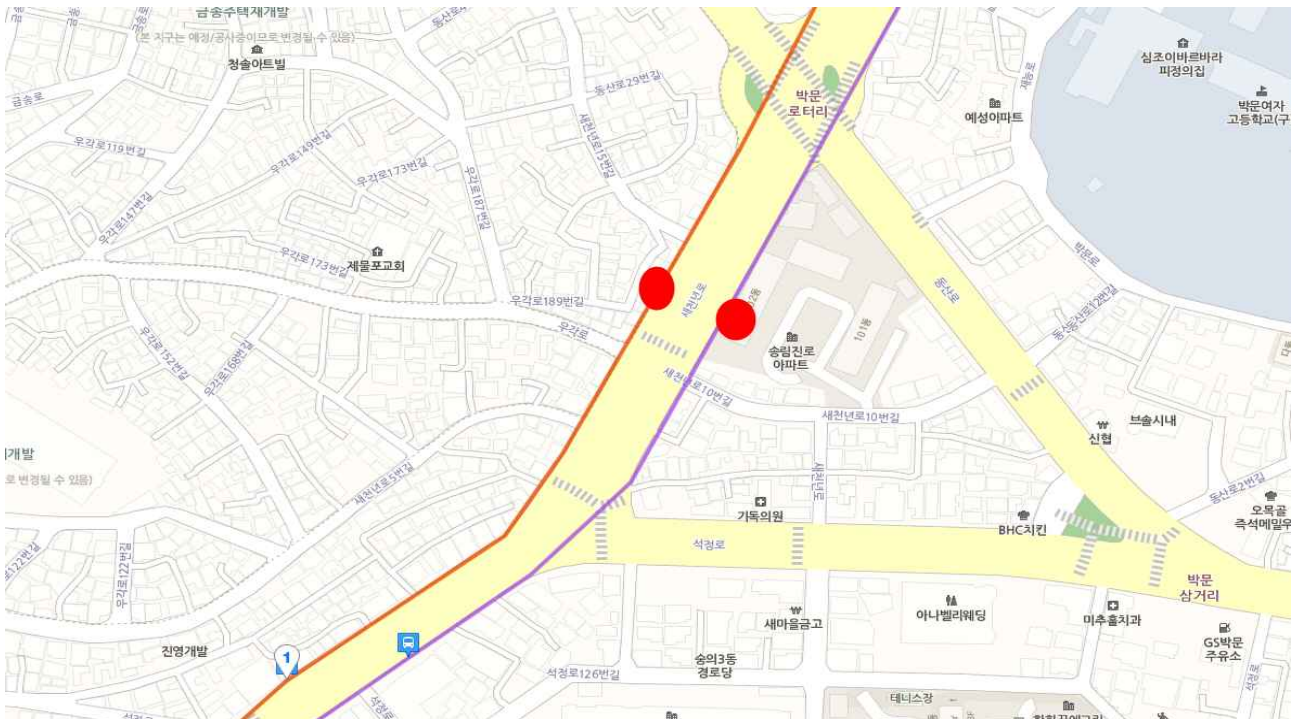 금송주택재개발
(본 지구는 예정/공사중이므로 변경될 수 있음)
청솔아트빌
금송로
동산로29번길
새천년로15번길
우각로119번길
우각로149번길
우각로173번길
우각로187번길
우각로147번길
우각로173번길
제물포교회
우각로189번길
우각로
새천년로
박문
로터리
예성아파트
재능로
심조이바르바라
피정의집
박문여자
고등학교(구
박문로
동산로
동산로12번길
101동
송림진로
아파트
새천년로10번길
새천년로10번길
새천년로
우각로152번길
우각로168번길
개발
로 변경될 수 있음)
새천년로5번길
우각로122번길
기독의원
BHC치킨
신협
브솔시내
동산로2번길
오목골
즉석메밀우
석정로
박문
삼거리
아나벨리웨딩
미추홀치과
GS박문
주유소
새마을금고
숭의3동
경로당
석정로126번길
테니스장
진영개발
1